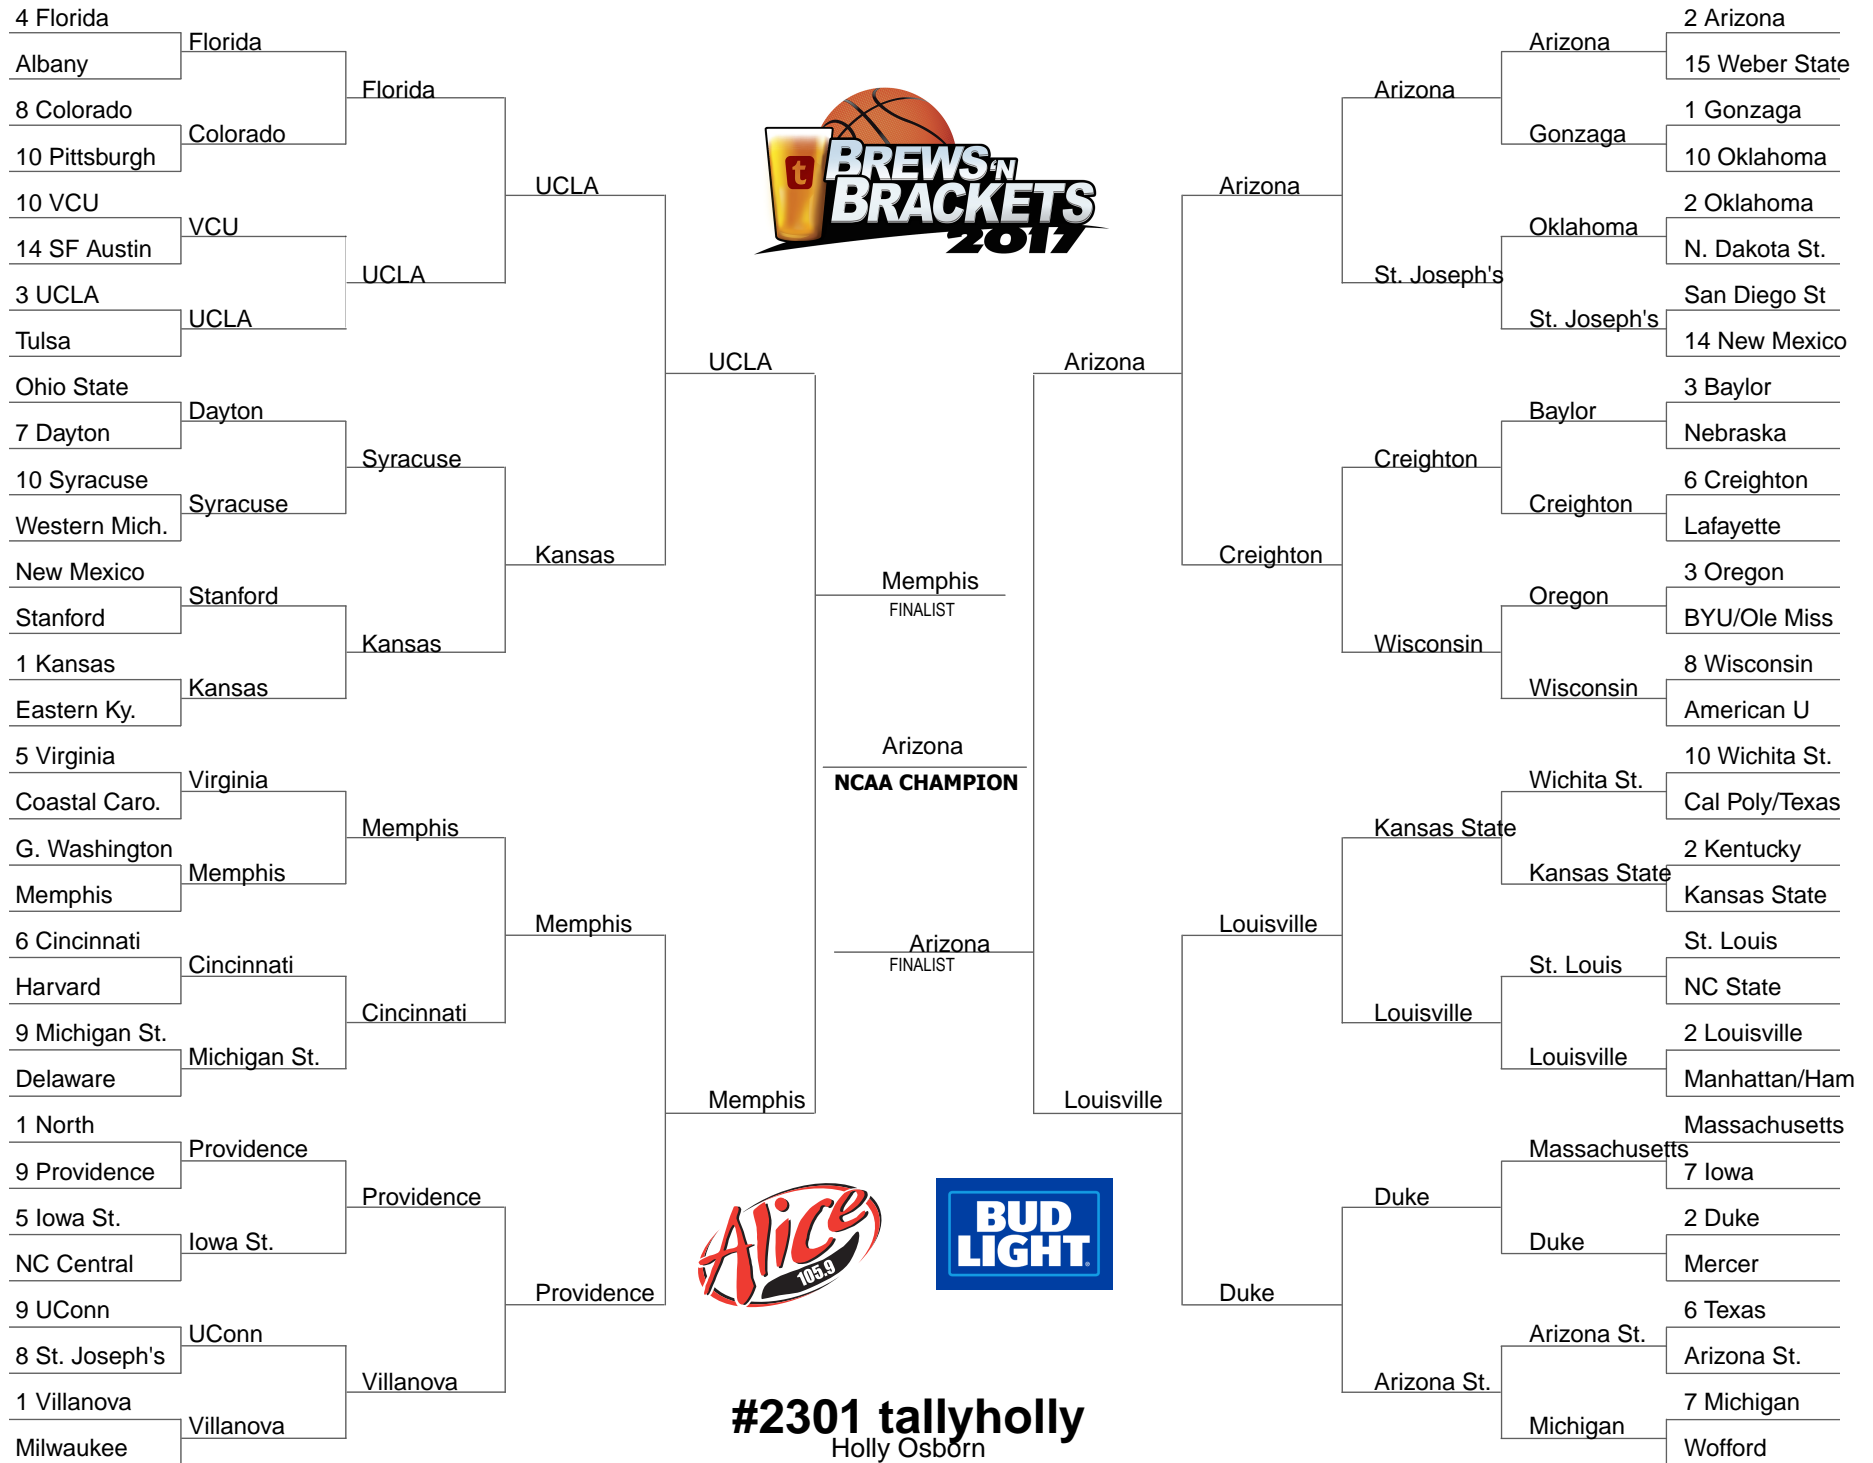 4 Florida
Albany
8 Colorado
10 Pittsburgh
10 VCU
14 SF Austin
3 UCLA
Tulsa
Ohio State
7 Dayton
10 Syracuse
Western Mich.
New Mexico
Stanford
1 Kansas
Eastern Ky.
5 Virginia
Coastal Caro.
G. Washington
Memphis
6 Cincinnati
Harvard
9 Michigan St.
Delaware
1 North
9 Providence
5 Iowa St.
NC Central
9 UConn
8 St. Joseph's
1 Villanova
Milwaukee
Florida
Colorado
VCU
UCLA
Dayton
Syracuse
Stanford
Kansas
Virginia
Memphis
Cincinnati
Michigan St.
Providence
Iowa St.
UConn
Villanova
Florida
UCLA
Syracuse
Kansas
Memphis
Cincinnati
Providence
Villanova
UCLA
Kansas
Memphis
Providence
UCLA
Memphis
t
BREWS 'N
BRACKETS
2017
Memphis
FINALIST
Arizona
NCAA CHAMPION
Arizona
FINALIST
Alice
105.9
BUD
LIGHT
#2301 tallyholly
Holly Osborn
Arizona
Louisville
Arizona
Creighton
Louisville
Duke
Arizona
St. Joseph's
Creighton
Wisconsin
Kansas State
Louisville
Duke
Arizona St.
Arizona
Gonzaga
Oklahoma
St. Joseph's
Baylor
Creighton
Oregon
Wisconsin
Wichita St.
Kansas State
St. Louis
Louisville
Massachusetts
Duke
Arizona St.
Michigan
2 Arizona
15 Weber State
1 Gonzaga
10 Oklahoma
2 Oklahoma
N. Dakota St.
San Diego St
14 New Mexico
3 Baylor
Nebraska
6 Creighton
Lafayette
3 Oregon
BYU/Ole Miss
8 Wisconsin
American U
10 Wichita St.
Cal Poly/Texas
2 Kentucky
Kansas State
St. Louis
NC State
2 Louisville
Manhattan/Ham
Massachusetts
7 Iowa
2 Duke
Mercer
6 Texas
Arizona St.
7 Michigan
Wofford